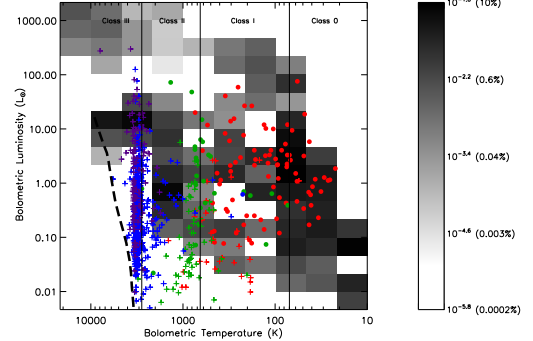 Class III Class II Class I Class 0
1000.00
100.00
10.00
1.00
0.10
0.01
Bolometric Luminosity (L⊙)
10000 1000 100 10
Bolometric Temperature (K)
(10%)
10^-2.2 (0.6%)
10^-3.4 (0.04%)
10^-4.6 (0.003%)
10^-5.8 (0.0002%)